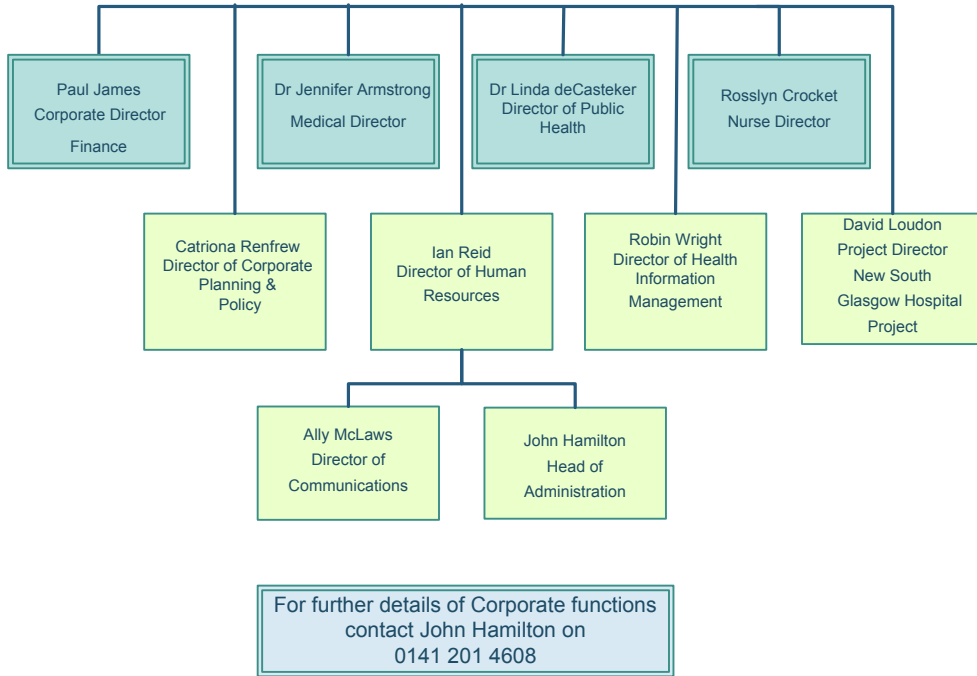 Paul James
Corporate Director
Finance
Dr Jennifer Armstrong
Medical Director
Dr Linda deCasteker
Director of Public
Health
Rosslyn Crocket
Nurse Director
Catriona Renfrew
Director of Corporate
Planning &
Policy
Ian Reid
Director of Human
Resources
Robin Wright
Director of Health
Information
Management
David Loudon
Project Director
New South
Glasgow Hospital
Project
Ally McLaws
Director of
Communications
John Hamilton
Head of
Administration
For further details of Corporate functions
contact John Hamilton on
0141 201 4608